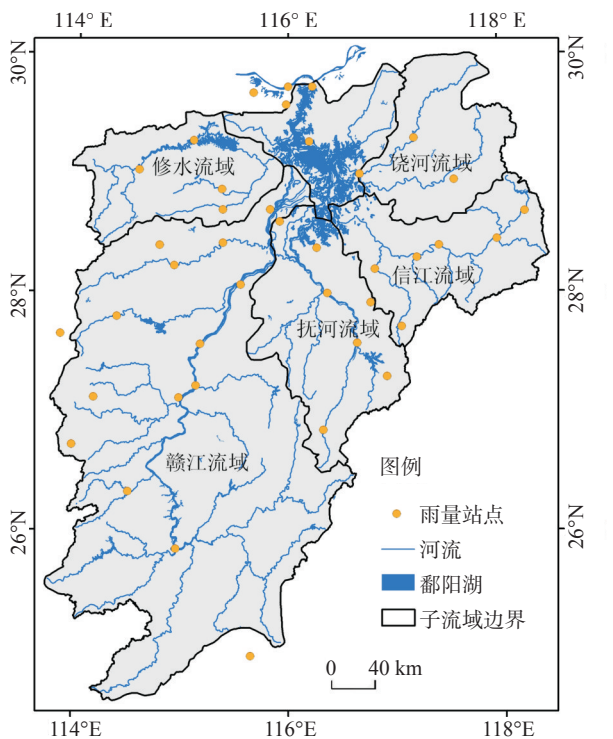 114° E
116° E
118° E
30°N
30°N
修水流域
饶河流域
信江流域
28°N
28°N
抚河流域
赣江流域
图例
雨量站点
26°N
26°N
河流
鄱阳湖
子流域边界
0 40 km
114°E
116°E
118°E